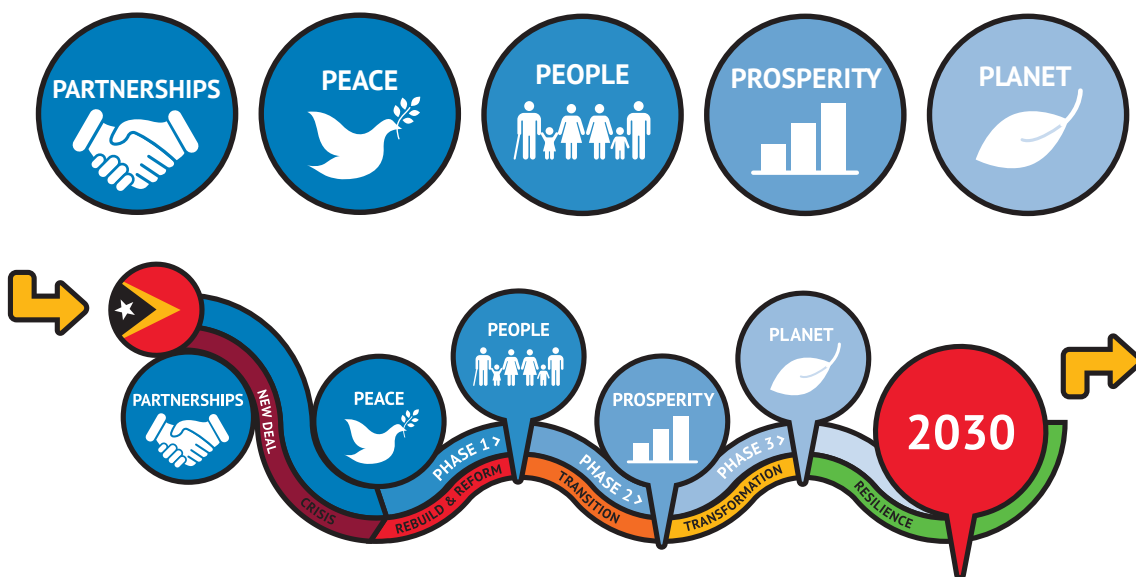 PARTNERSHIPS
PEACE
PEOPLE
PROSPERITY
PLANET
PARTNERSHIPS
NEW DEAL
CRISIS
PEACE
PHASE 1 >
REBUILD & REFORM
PEOPLE
PHASE 2 >
TRANSITION
PROSPERITY
PHASE 3 >
TRANSFORMATION
PLANET
RESILIENCE
2030